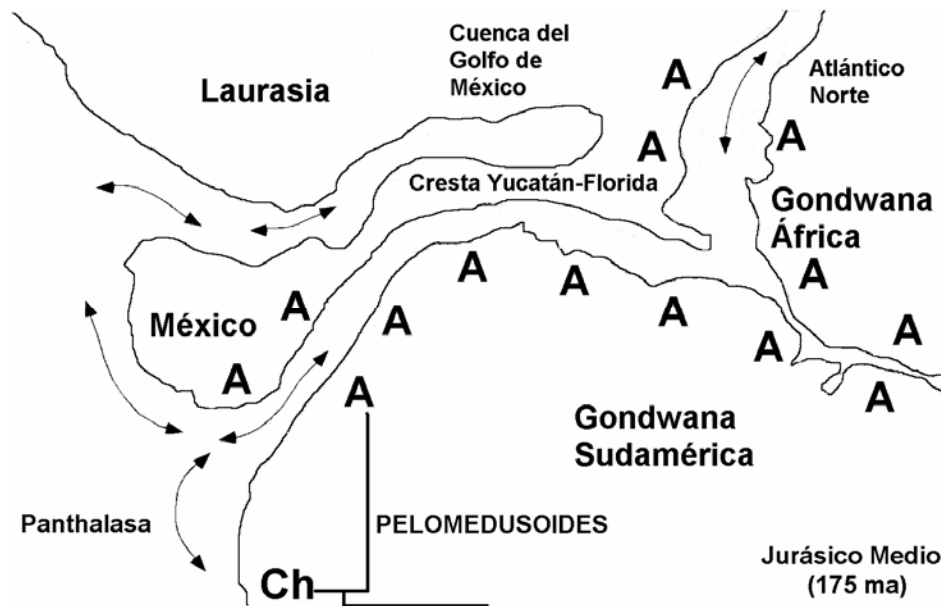 Cuenca del
Golfo de
México
Laurasia
A
Atlántico
Norte
A
A
Cresta Yucatán-Florida
Gondwana
África
A
A
A
A
México
A
A
A
A
A
A
A
A
Gondwana
Sudamérica
Panthalasa
PELOMEDUSOIDES
Ch
Jurásico Medio
(175 ma)